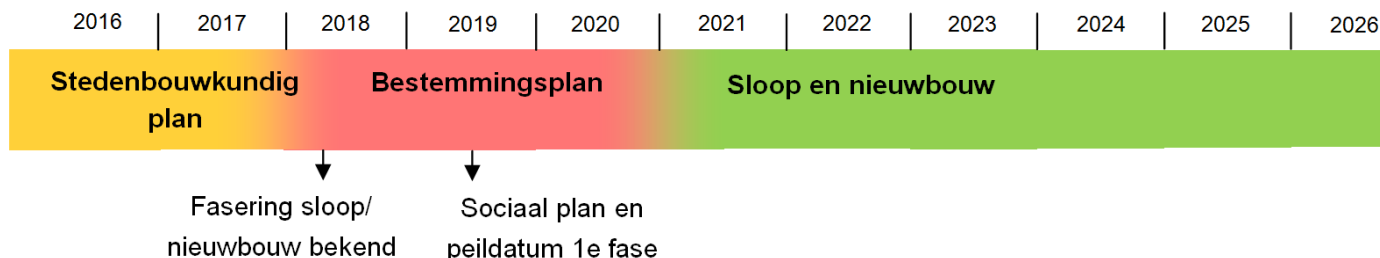 2016 2017 2018 2019 2020 2021 2022 2023 2024 2025 2026
Stedenbouwkundig
plan
Bestemmingsplan
Sloop en nieuwbouw
Fasering sloop/
nieuwbouw bekend
Sociaal plan en
peildatum 1e fase